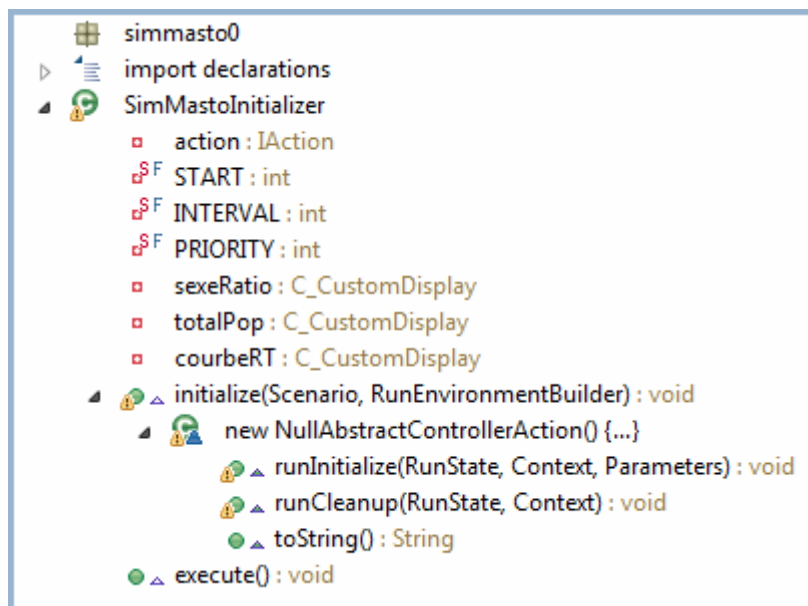 simmasto0
import declarations
SimMastoInitializer
action : IAction
S F START : int
S F INTERVAL : int
S F PRIORITY : int
sexeRatio : C_CustomDisplay
totalPop : C_CustomDisplay
courbeRT : C_CustomDisplay
initialize(Scenario, RunEnvironmentBuilder) : void
new NullAbstractControllerAction() {...}
runInitialize(RunState, Context, Parameters) : void
runCleanup(RunState, Context) : void
toString() : String
execute() : void